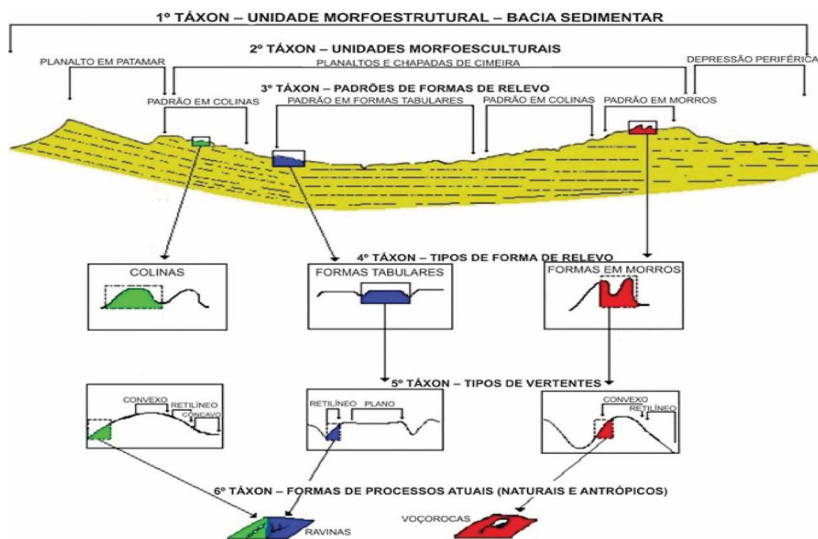 1º TÁXON – UNIDADE MORFOESTRUTURAL – BACIA SEDIMENTAR
2º TÁXON – UNIDADES MORFOESCULTURAIS
PLANALTO EM PATAMAR
PLANALTOS E CHAPADAS DE CIMEIRA
DEPRESSÃO PERIFÉRICA
3º TÁXON – PADRÕES DE FORMAS DE RELEVO
PADRÃO EM COLINAS
PADRÃO EM FORMAS TABULARES
PADRÃO EM COLINAS
PADRÃO EM MORROS
4º TÁXON – TIPOS DE FORMA DE RELEVO
COLINAS
FORMAS TABULARES
FORMAS EM MORROS
5º TÁXON – TIPOS DE VERTENTES
CONVEXO
RETILÍNEO
CÔNCAVO
RETILÍNEO
PLANO
CONVEXO
RETILÍNEO
6º TÁXON – FORMAS DE PROCESSOS ATUAIS (NATURAIS E ANTRÓPICOS)
RAVINAS
VOÇOROCAS